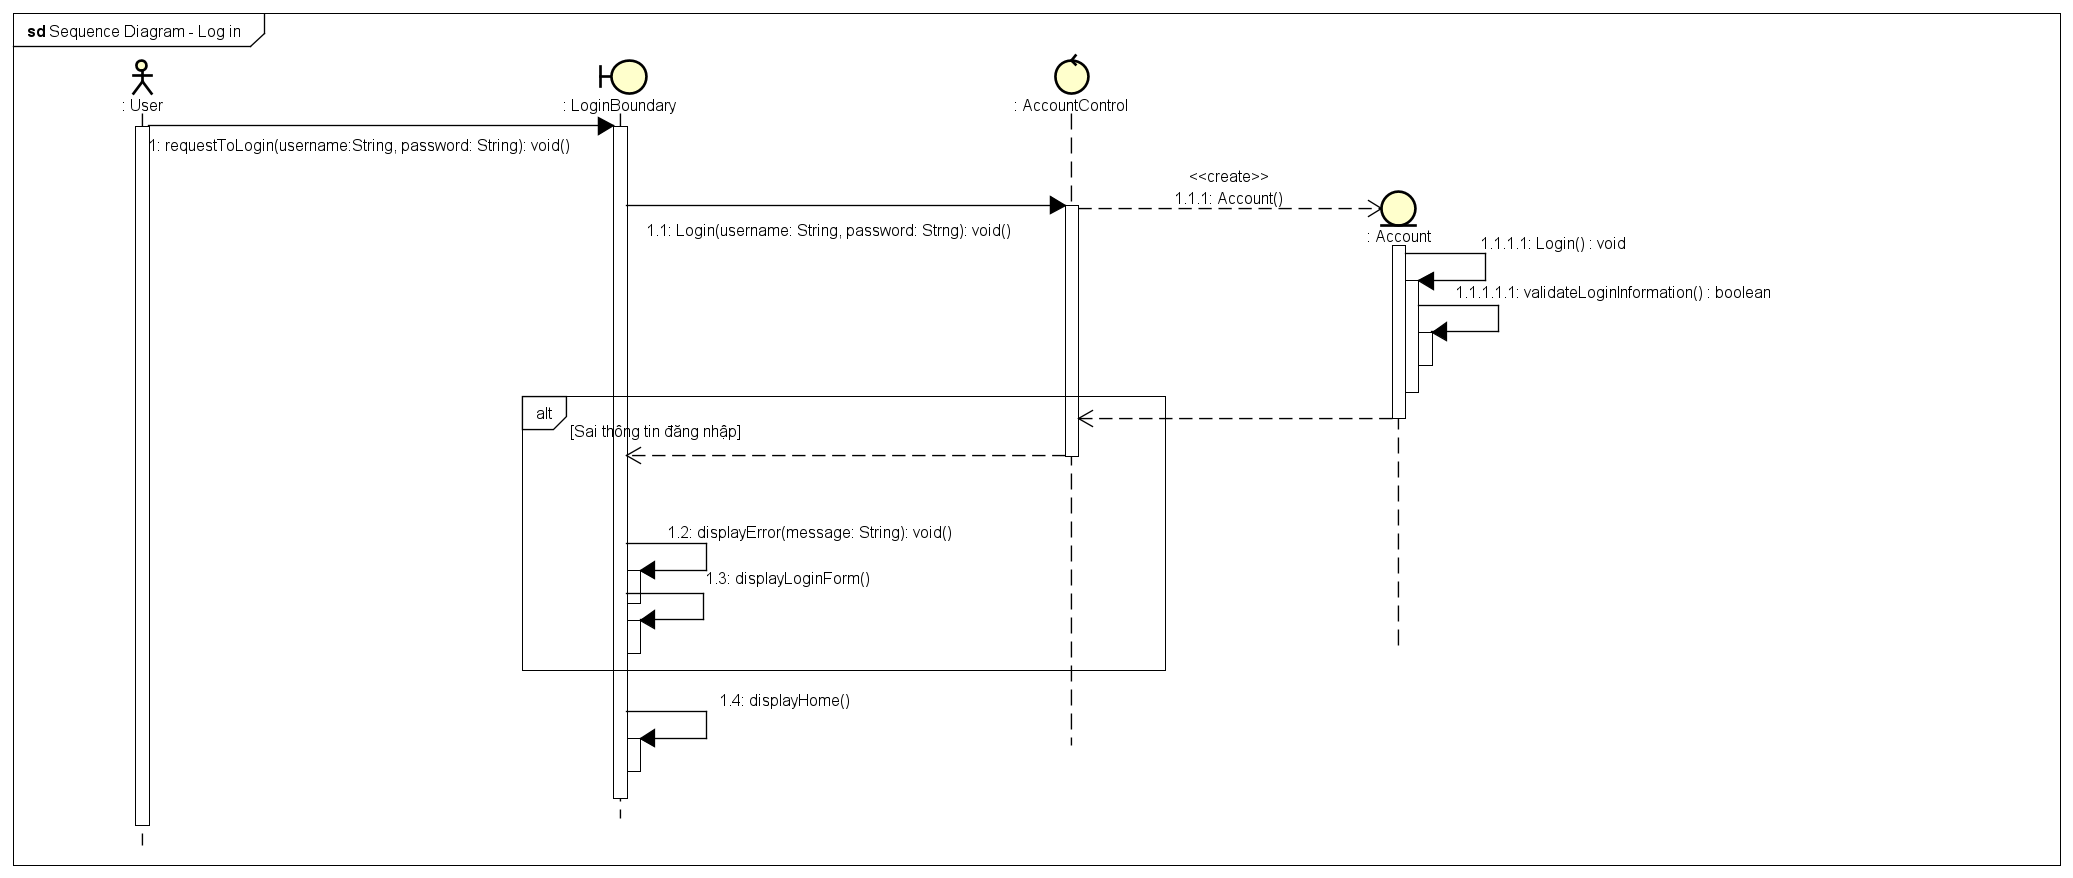 sd Sequence Diagram - Log in
: User
: LoginBoundary
: AccountControl
1: requestToLogin(username:String, password: String): void()
<<create>>
1.1.1: Account()
1.1: Login(username: String, password: Strng): void()
: Account
1.1.1.1: Login() : void
1.1.1.1.1: validateLoginInformation() : boolean
alt
[Sai thông tin đăng nhập]
1.2: displayError(message: String): void()
1.3: displayLoginForm()
1.4: displayHome()